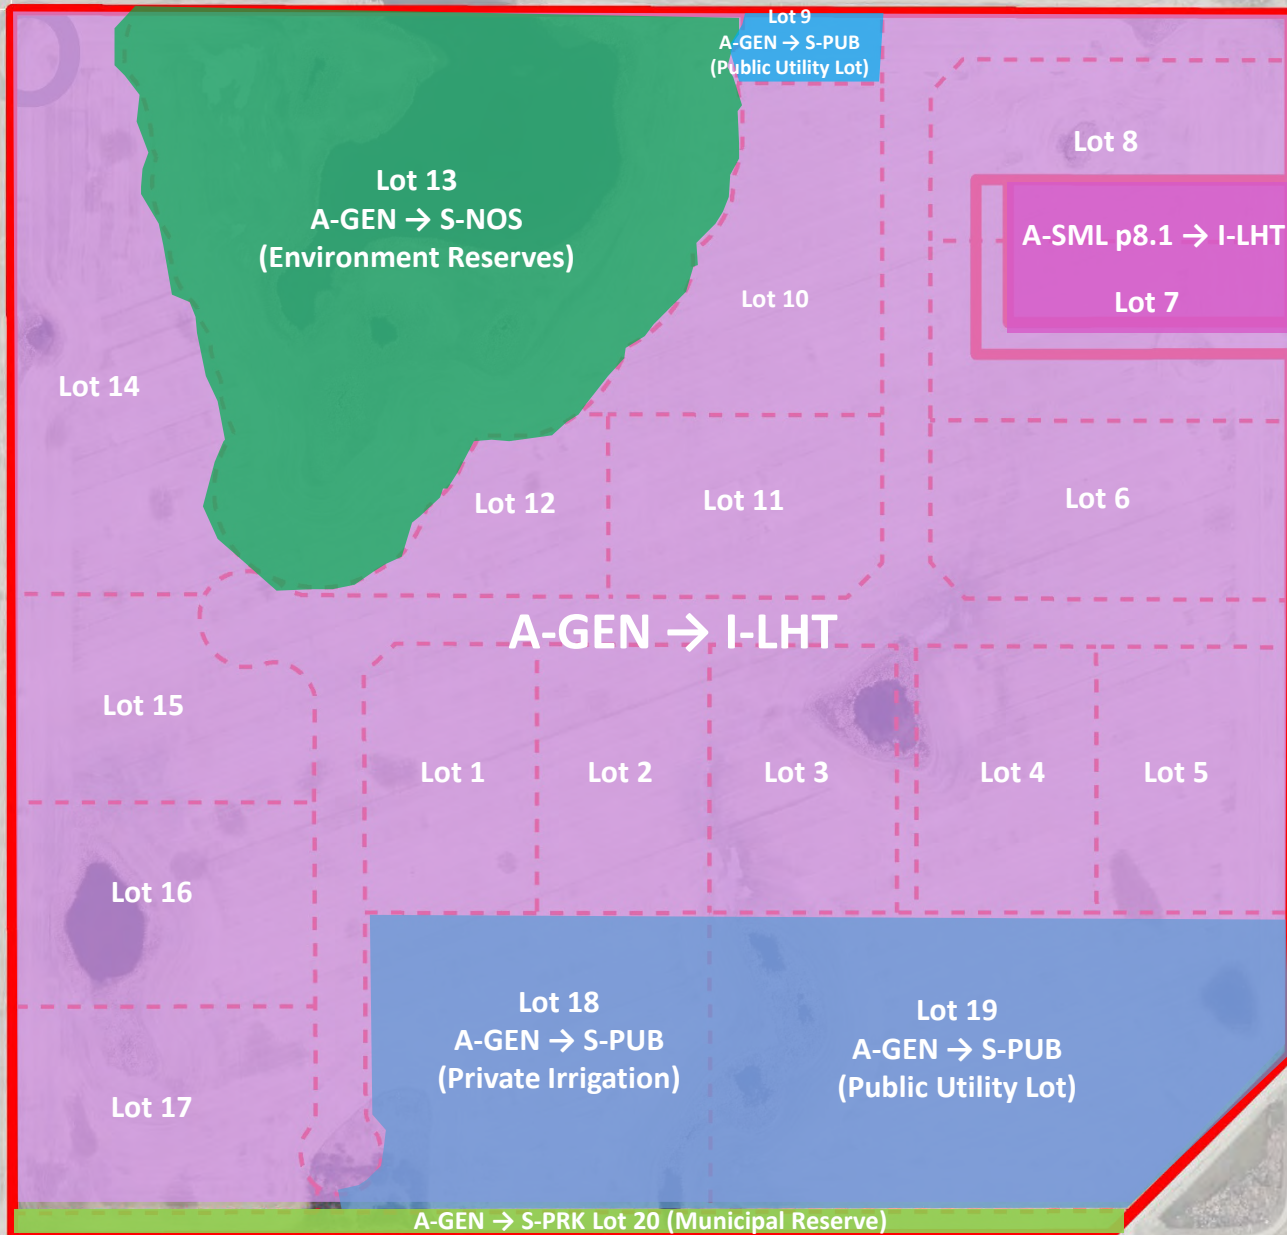 Lot 9
A-GEN → S-PUB
(Public Utility Lot)
Lot 8
Lot 13
A-GEN → S-NOS
(Environment Reserves)
A-SML p8.1 → I-LHT
Lot 7
Lot 10
Lot 14
Lot 12
Lot 11
Lot 6
A-GEN → I-LHT
Lot 15
Lot 1
Lot 2
Lot 3
Lot 4
Lot 5
Lot 16
Lot 18
A-GEN → S-PUB
(Private Irrigation)
Lot 19
A-GEN → S-PUB
(Public Utility Lot)
Lot 17
A-GEN → S-PRK Lot 20 (Municipal Reserve)